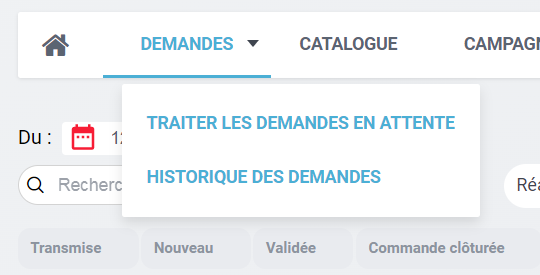 DEMANDES CATALOGUE
TRAITER LES DEMANDES EN ATTENTE
Du :
HISTORIQUE DES DEMANDES
Transmise Nouveau Validée Commande clôturée